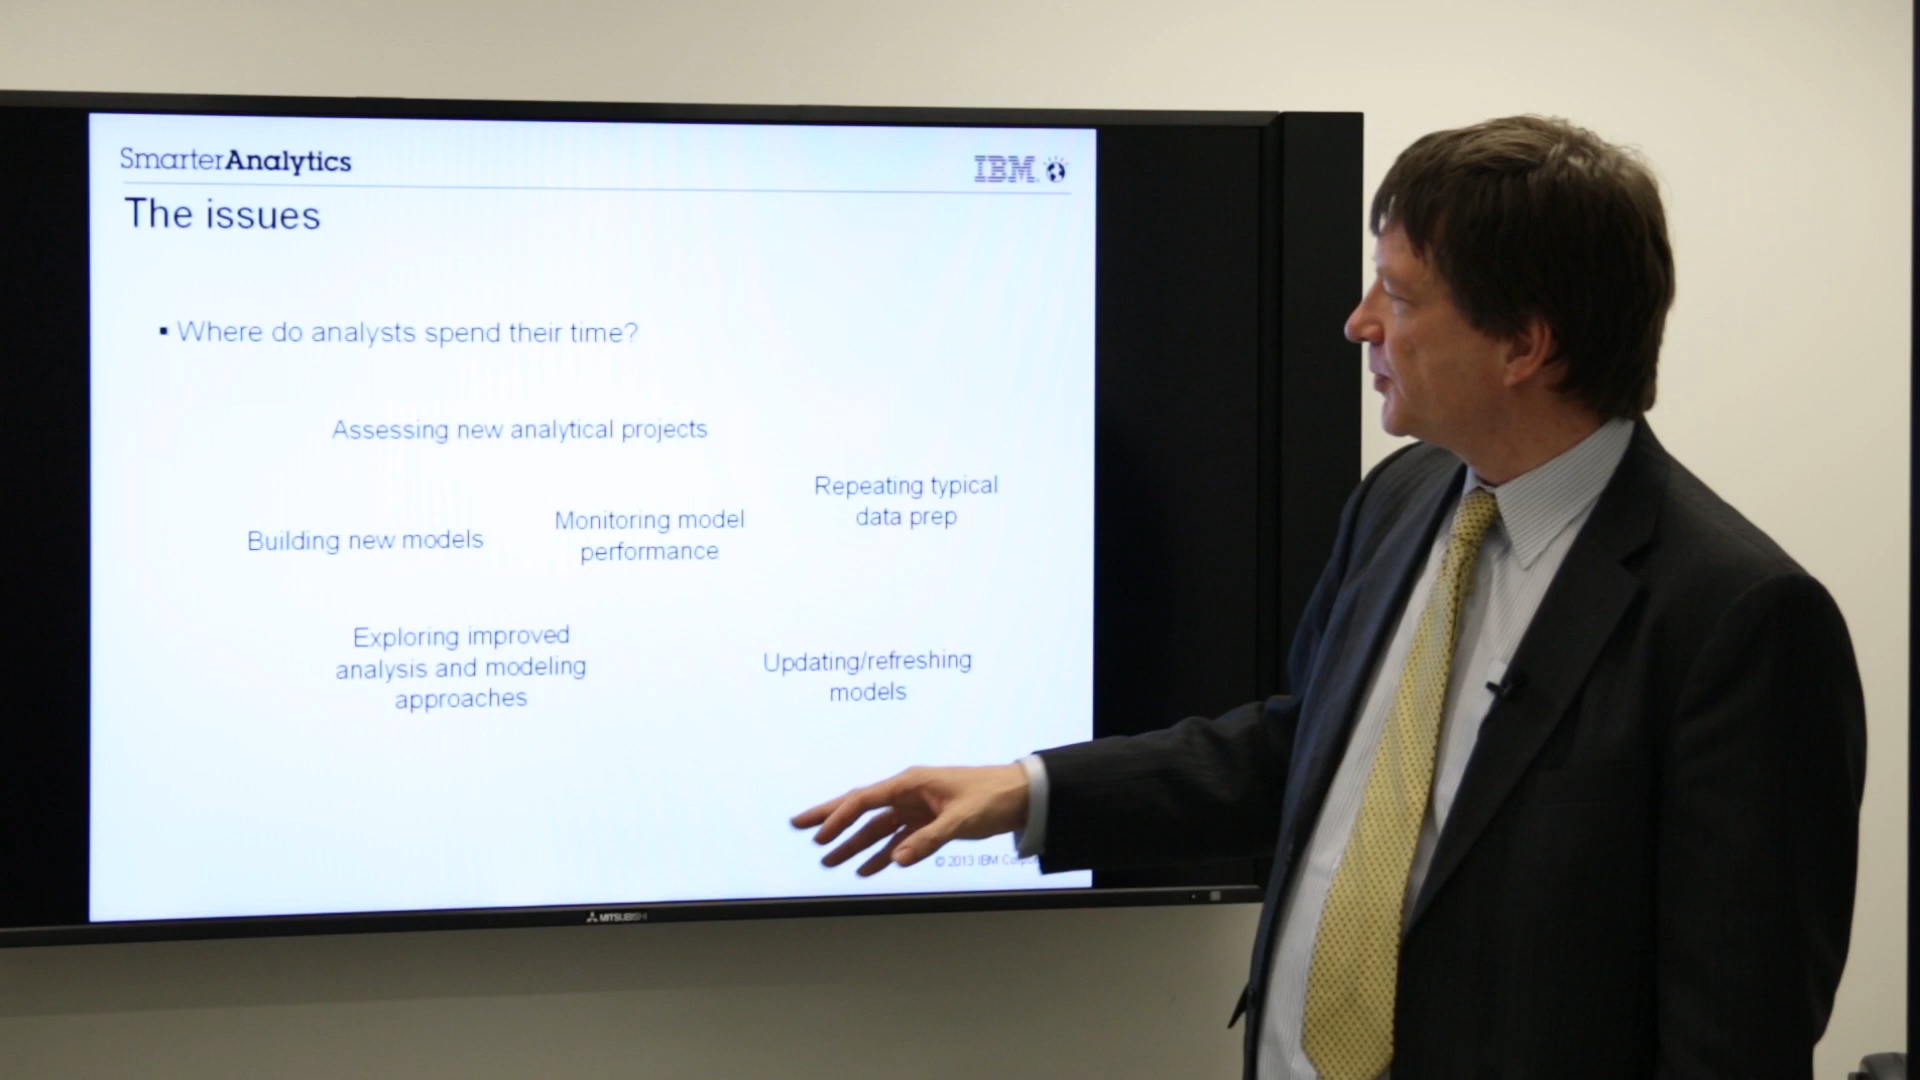 SmarterAnalytics
IBM
The issues
▪ Where do analysts spend their time?
Assessing new analytical projects
Repeating typical
data prep
Monitoring model
performance
Building new models
Exploring improved
analysis and modeling
approaches
Updating/refreshing
models
© 2013 IBM
MITSUBISHI